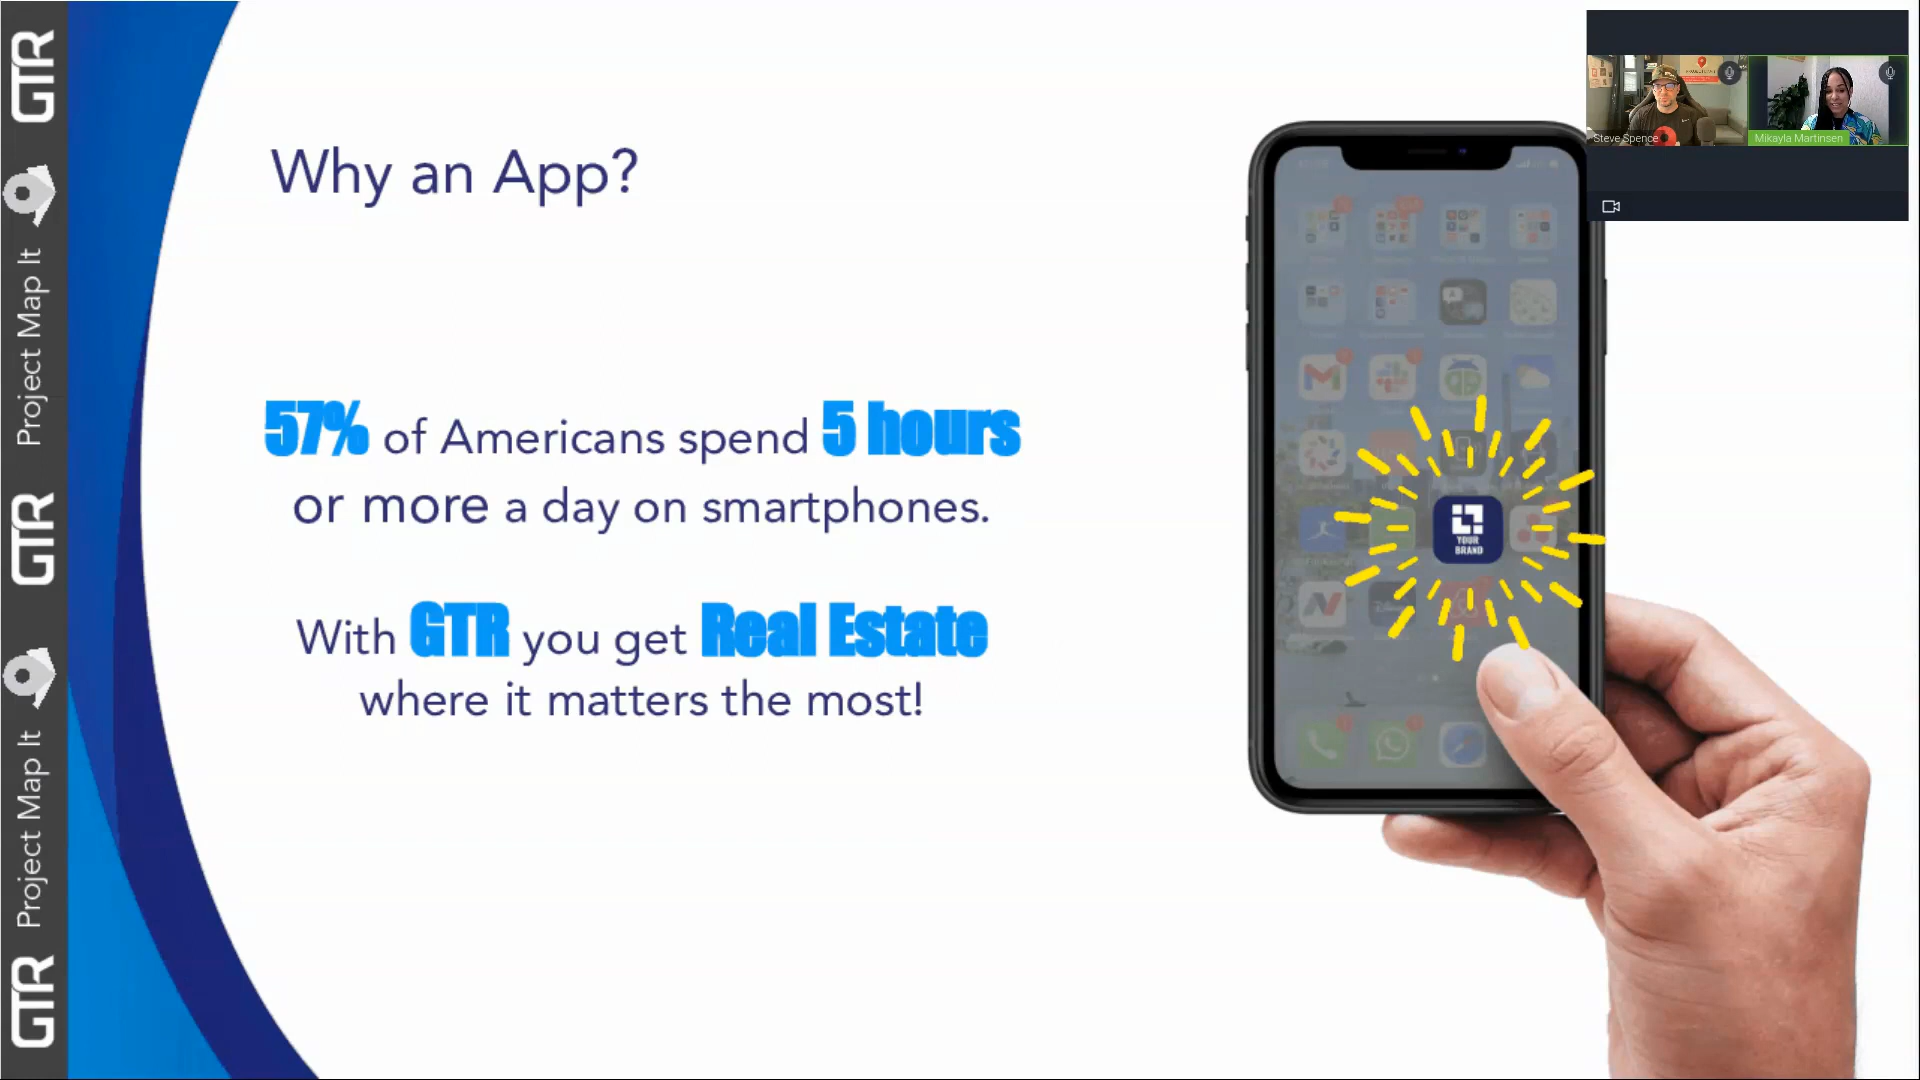 GTR
Project Map It
GTR
Project Map It
GTR
Why an App?
57% of Americans spend 5 hours
or more a day on smartphones.
With GTR you get Real Estate
where it matters the most!
YOUR
BRAND
Steve Spence
Mikayla Martinsen